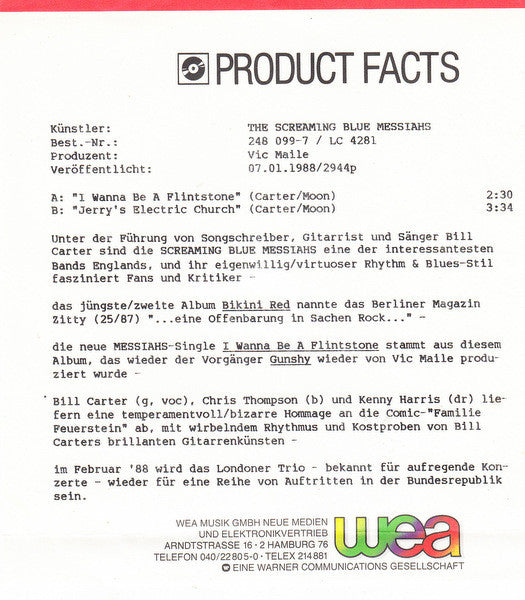 PRODUCT FACTS
Künstler: THE SCREAMING BLUE MESSIAHS
Best.-Nr.: 248 099-7 / LC 4281
Produzent: Vic Maile
Veröffentlicht: 07.01.1988/2944p
A: "I Wanna Be A Flintstone" (Carter/Moon) 2:30
B: "Jerry's Electric Church" (Carter/Moon) 3:34
Unter der Führung von Songschreiber, Gitarrist und Sänger Bill
Carter sind die SCREAMING BLUE MESSIAHS eine der interessantesten
Bands Englands, und ihr eigenwillig/virtuoser Rhythm & Blues-Stil
fasziniert Fans und Kritiker -
das jüngste/zweite Album Bikini Red nannte das Berliner Magazin
Zitty (25/87) "...eine Offenbarung in Sachen Rock..." -
die neue MESSIAHS-Single I Wanna Be A Flintstone stammt aus diesem
Album, das wieder der Vorgänger Gunshy wieder von Vic Maile produ-
ziert wurde -
Bill Carter (g, voc), Chris Thompson (b) und Kenny Harris (dr) lie-
fern eine temperamentvoll/bizarre Hommage an die Comic-"Familie
Feuerstein" ab, mit wirbelndem Rhythmus und Kostproben von Bill
Carters brillanten Gitarrenkünsten -
im Februar '88 wird das Londoner Trio - bekannt für aufregende Kon-
zerte - wieder für eine Reihe von Auftritten in der Bundesrepublik
sein.
WEA MUSIK GMBH NEUE MEDIEN
UND ELEKTRONIKVERTRIEB
ARNDTSTRASSE 16 · 2 HAMBURG 76
TELEFON 040/22805-0 · TELEX 214881
wea
EINE WARNER COMMUNICATIONS GESELLSCHAFT